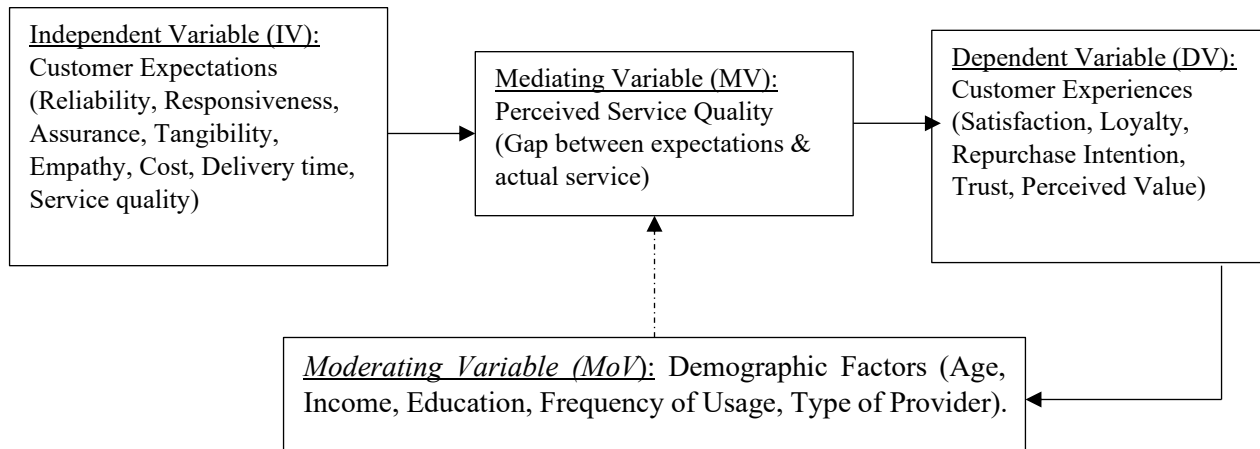 Independent Variable (IV):
Customer Expectations
(Reliability, Responsiveness,
Assurance, Tangibility,
Empathy, Cost, Delivery time,
Service quality)
Mediating Variable (MV):
Perceived Service Quality
(Gap between expectations &
actual service)
Dependent Variable (DV):
Customer Experiences
(Satisfaction, Loyalty,
Repurchase Intention,
Trust, Perceived Value)
Moderating Variable (MoV): Demographic Factors (Age,
Income, Education, Frequency of Usage, Type of Provider).